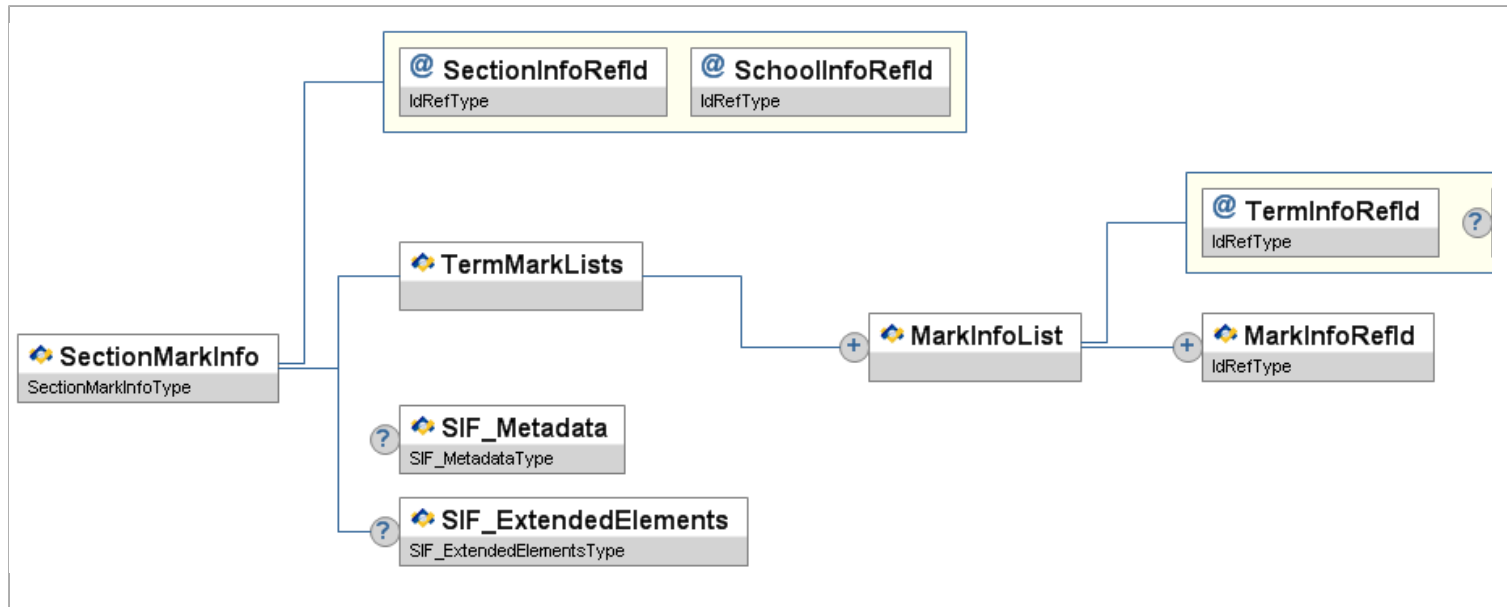 @ SectionInfoRefId
IdRefType
@ SchoolInfoRefId
IdRefType
@ TermInfoRefId
IdRefType
?
TermMarkLists
+ MarkInfoList
+ MarkInfoRefId
IdRefType
SectionMarkInfo
SectionMarkInfoType
? SIF_Metadata
SIF_MetadataType
? SIF_ExtendedElements
SIF_ExtendedElementsType